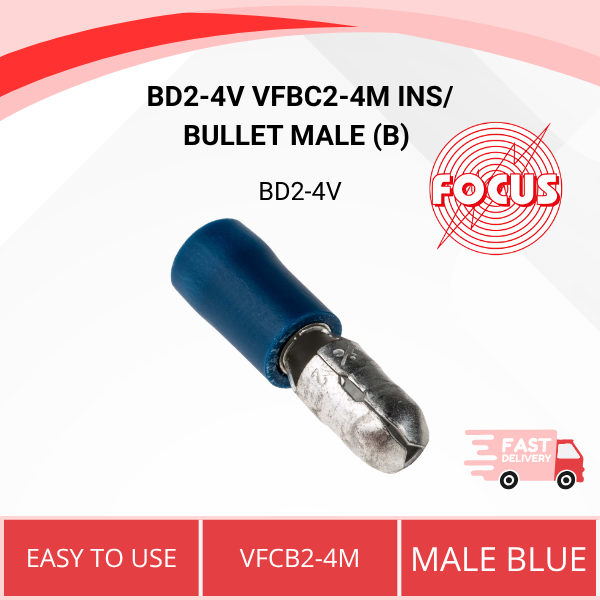 BD2-4V VFBC2-4M INS/
BULLET MALE (B)
BD2-4V
FOCUS
FAST
DELIVERY
EASY TO USE
VFCB2-4M
MALE BLUE